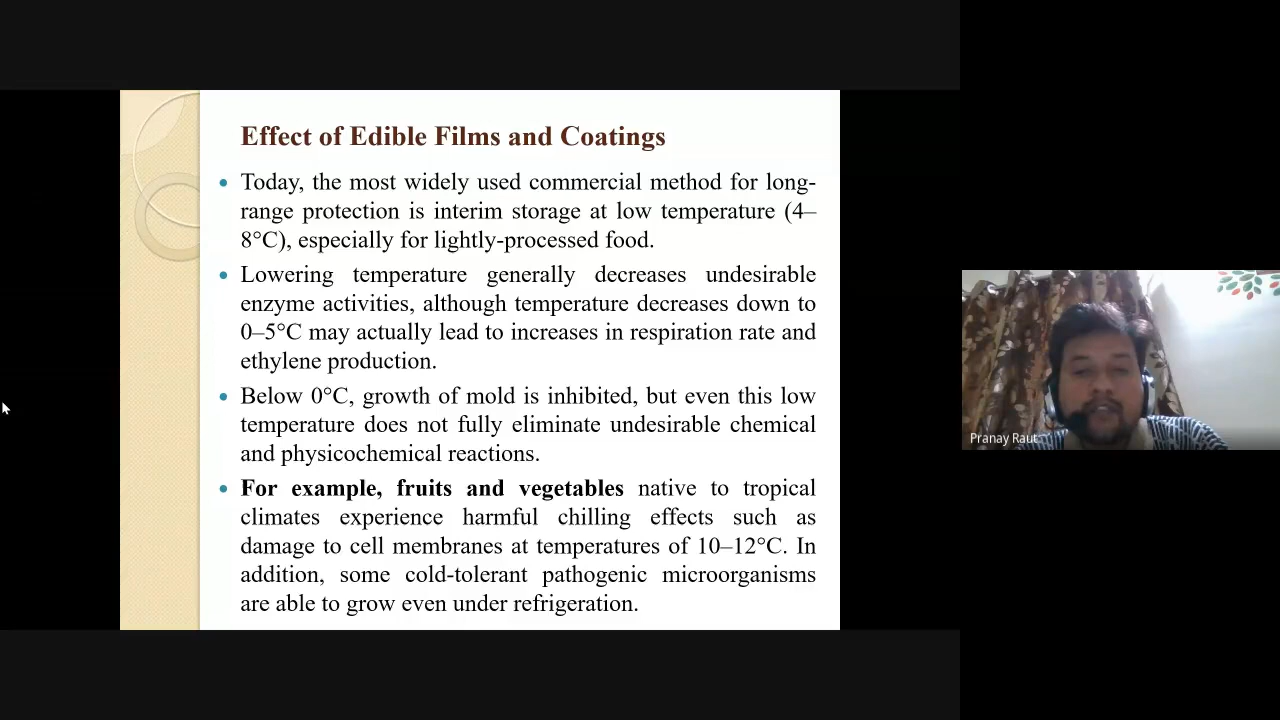 Effect of Edible Films and Coatings
• Today, the most widely used commercial method for long-
range protection is interim storage at low temperature (4–
8°C), especially for lightly-processed food.
• Lowering temperature generally decreases undesirable
enzyme activities, although temperature decreases down to
0–5°C may actually lead to increases in respiration rate and
ethylene production.
• Below 0°C, growth of mold is inhibited, but even this low
temperature does not fully eliminate undesirable chemical
and physicochemical reactions.
• For example, fruits and vegetables native to tropical
climates experience harmful chilling effects such as
damage to cell membranes at temperatures of 10–12°C. In
addition, some cold-tolerant pathogenic microorganisms
are able to grow even under refrigeration.
Pranay Raut